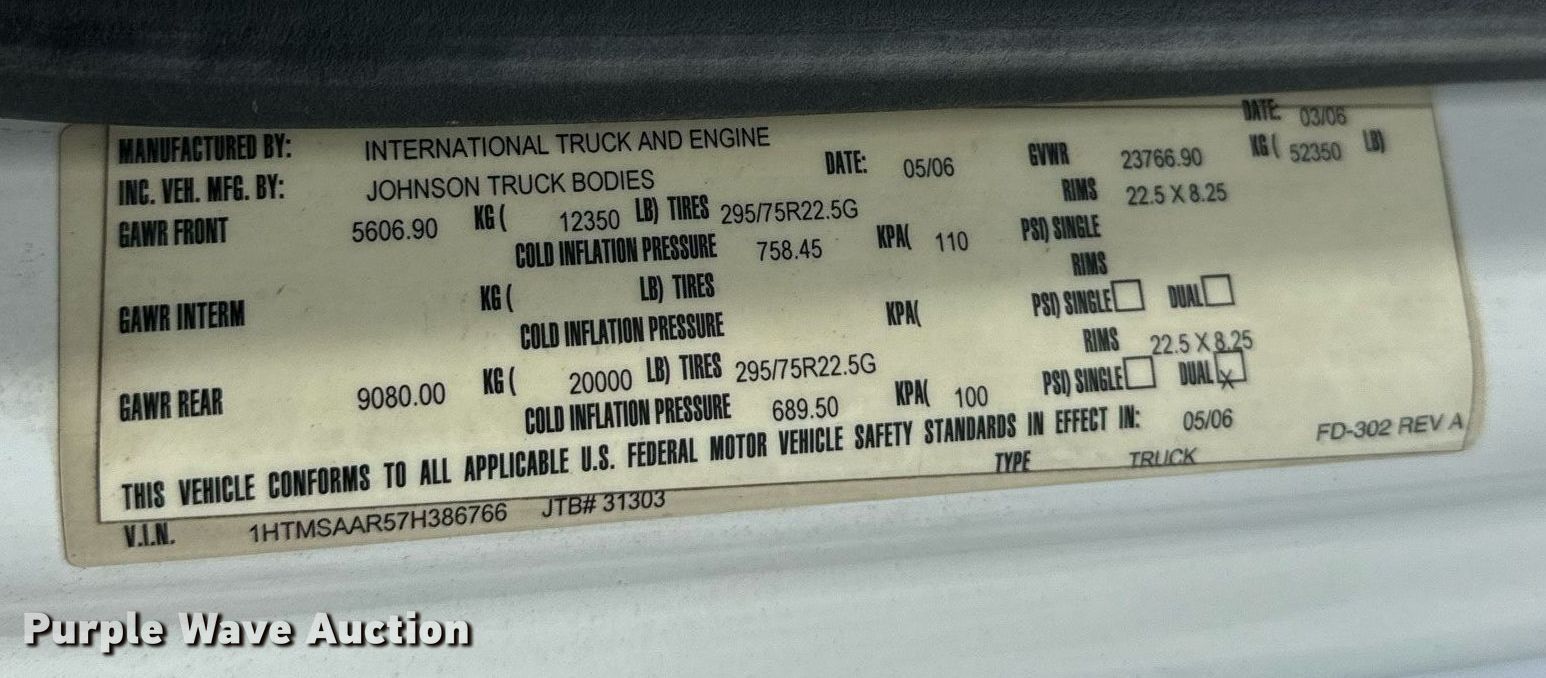 MANUFACTURED BY: INTERNATIONAL TRUCK AND ENGINE DATE: 03/06
INC. VEH. MFG. BY: JOHNSON TRUCK BODIES DATE: 05/06 GVWR 23766.90 KG ( 52350 LB)
GAWR FRONT 5606.90 KG ( 12350 LB) TIRES 295/75R22.5G RIMS 22.5 X 8.25
COLD INFLATION PRESSURE 758.45 KPA( 110 PSI) SINGLE
GAWR INTERM KG ( LB) TIRES RIMS
COLD INFLATION PRESSURE KPA( PSI) SINGLE DUAL
GAWR REAR 9080.00 KG ( 20000 LB) TIRES 295/75R22.5G RIMS 22.5 X 8.25
COLD INFLATION PRESSURE 689.50 KPA( 100 PSI) SINGLE DUAL X
THIS VEHICLE CONFORMS TO ALL APPLICABLE U.S. FEDERAL MOTOR VEHICLE SAFETY STANDARDS IN EFFECT IN: 05/06 FD-302 REV A
V.I.N. 1HTMSAAR57H386766 JTB# 31303 TYPE TRUCK
Purple Wave Auction